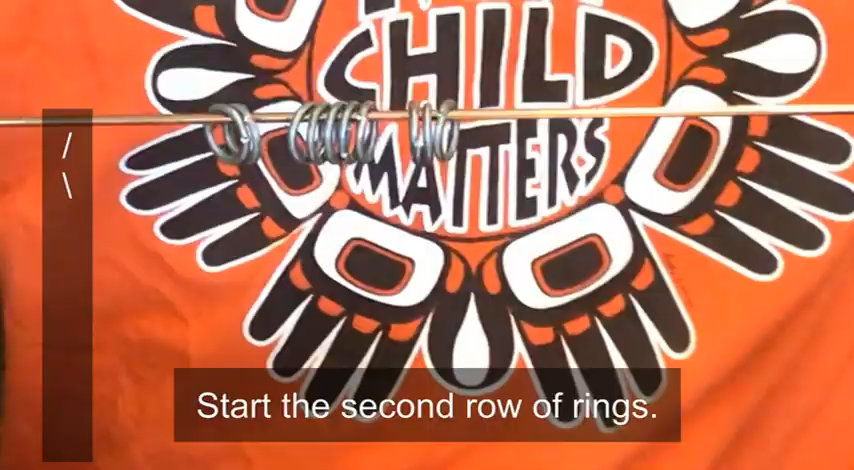 CHILD
MATTERS
/
\
Start the second row of rings.